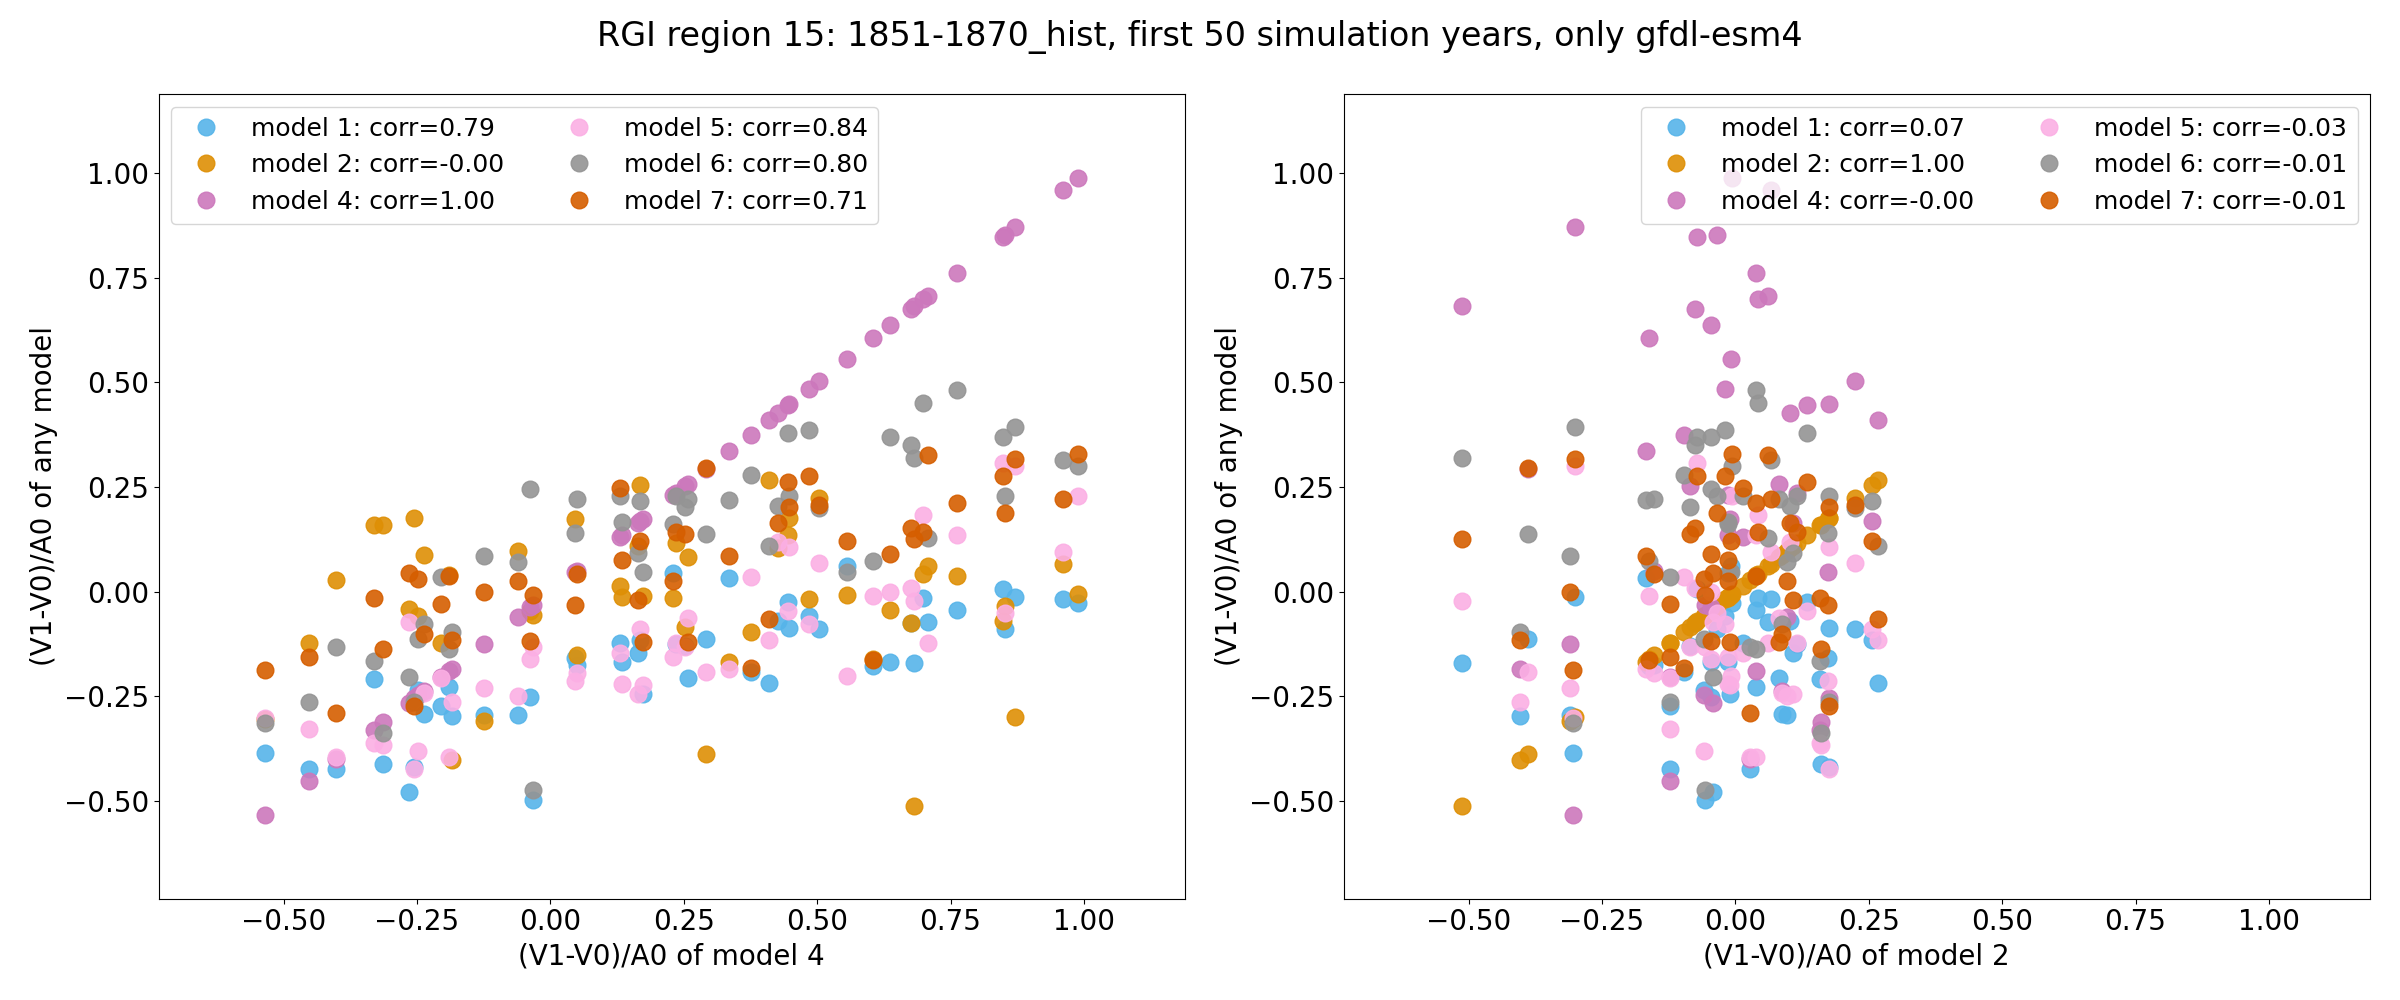 RGI region 15: 1851-1870_hist, first 50 simulation years, only gfdl-esm4
model 1: corr=0.79
model 2: corr=-0.00
model 4: corr=1.00
model 5: corr=0.84
model 6: corr=0.80
model 7: corr=0.71
1.00
0.75
0.50
0.25
0.00
−0.25
−0.50
(V1-V0)/A0 of any model
−0.50
−0.25
0.00
0.25
0.50
0.75
1.00
(V1-V0)/A0 of model 4
model 1: corr=0.07
model 2: corr=1.00
model 4: corr=-0.00
model 5: corr=-0.03
model 6: corr=-0.01
model 7: corr=-0.01
1.00
0.75
0.50
0.25
0.00
−0.25
−0.50
(V1-V0)/A0 of any model
−0.50
−0.25
0.00
0.25
0.50
0.75
1.00
(V1-V0)/A0 of model 2